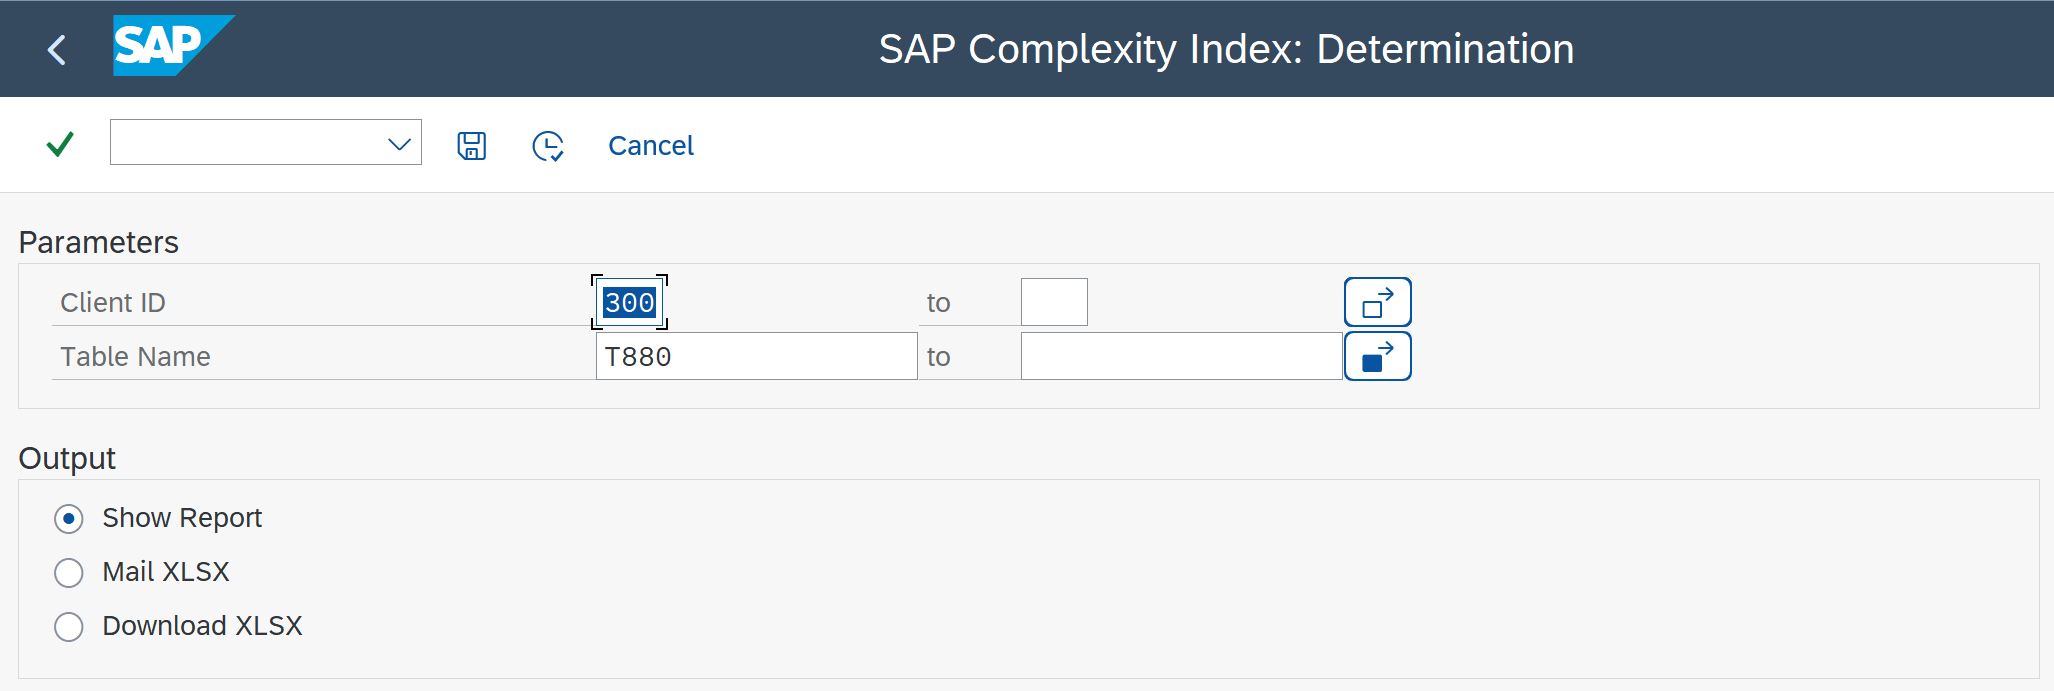 SAP
SAP Complexity Index: Determination
Cancel
Parameters
Client ID 300 to
Table Name T880 to
Output
Show Report
Mail XLSX
Download XLSX